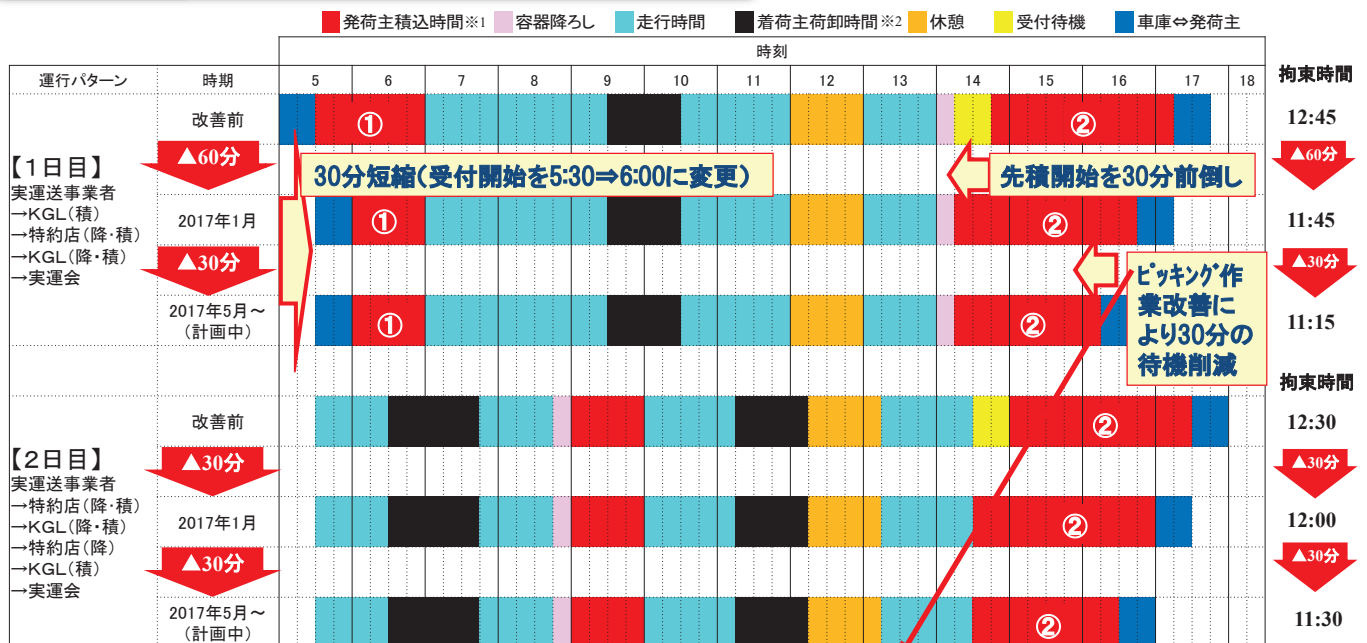 発荷主積込時間※1 容器降ろし 走行時間 着荷主荷卸時間※2 休憩 受付待機 車庫⇔発荷主
時刻
運行パターン 時期 5 6 7 8 9 10 11 12 13 14 15 16 17 18 拘束時間
改善前 ① ② 12:45
▲60分 ▲60分
30分短縮(受付開始を5:30⇒6:00に変更) 先積開始を30分前倒し
【1日目】
実運送事業者
→KGL(積)
→特約店(降・積)
→KGL(降・積)
→実運会
2017年1月 ① ② 11:45
▲30分 ▲30分
ピッキング作
業改善に
より30分の
待機削減
2017年5月~
(計画中) ① ② 11:15
拘束時間
改善前 ② 12:30
▲30分 ▲30分
【2日目】
実運送事業者
→特約店(降・積)
→KGL(降・積)
→特約店(降)
→KGL(積)
→実運会
2017年1月 ② 12:00
▲30分 ▲30分
2017年5月~
(計画中) ② 11:30